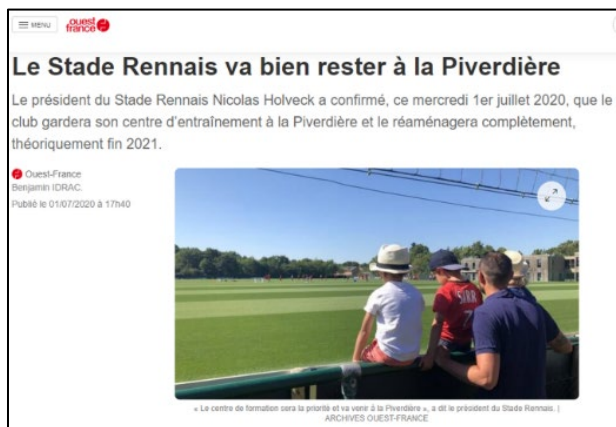 MENU
ouest
france
Le Stade Rennais va bien rester à la Piverdière
Le président du Stade Rennais Nicolas Holveck a confirmé, ce mercredi 1er juillet 2020, que le
club gardera son centre d'entraînement à la Piverdière et le réaménagera complètement,
théoriquement fin 2021.
Ouest-France
Benjamin IDRAC.
Publié le 01/07/2020 à 17h40
SRFC
« Le centre de formation sera la priorité et va venir à la Piverdière », a dit le président du Stade Rennais. |
ARCHIVES OUEST-FRANCE